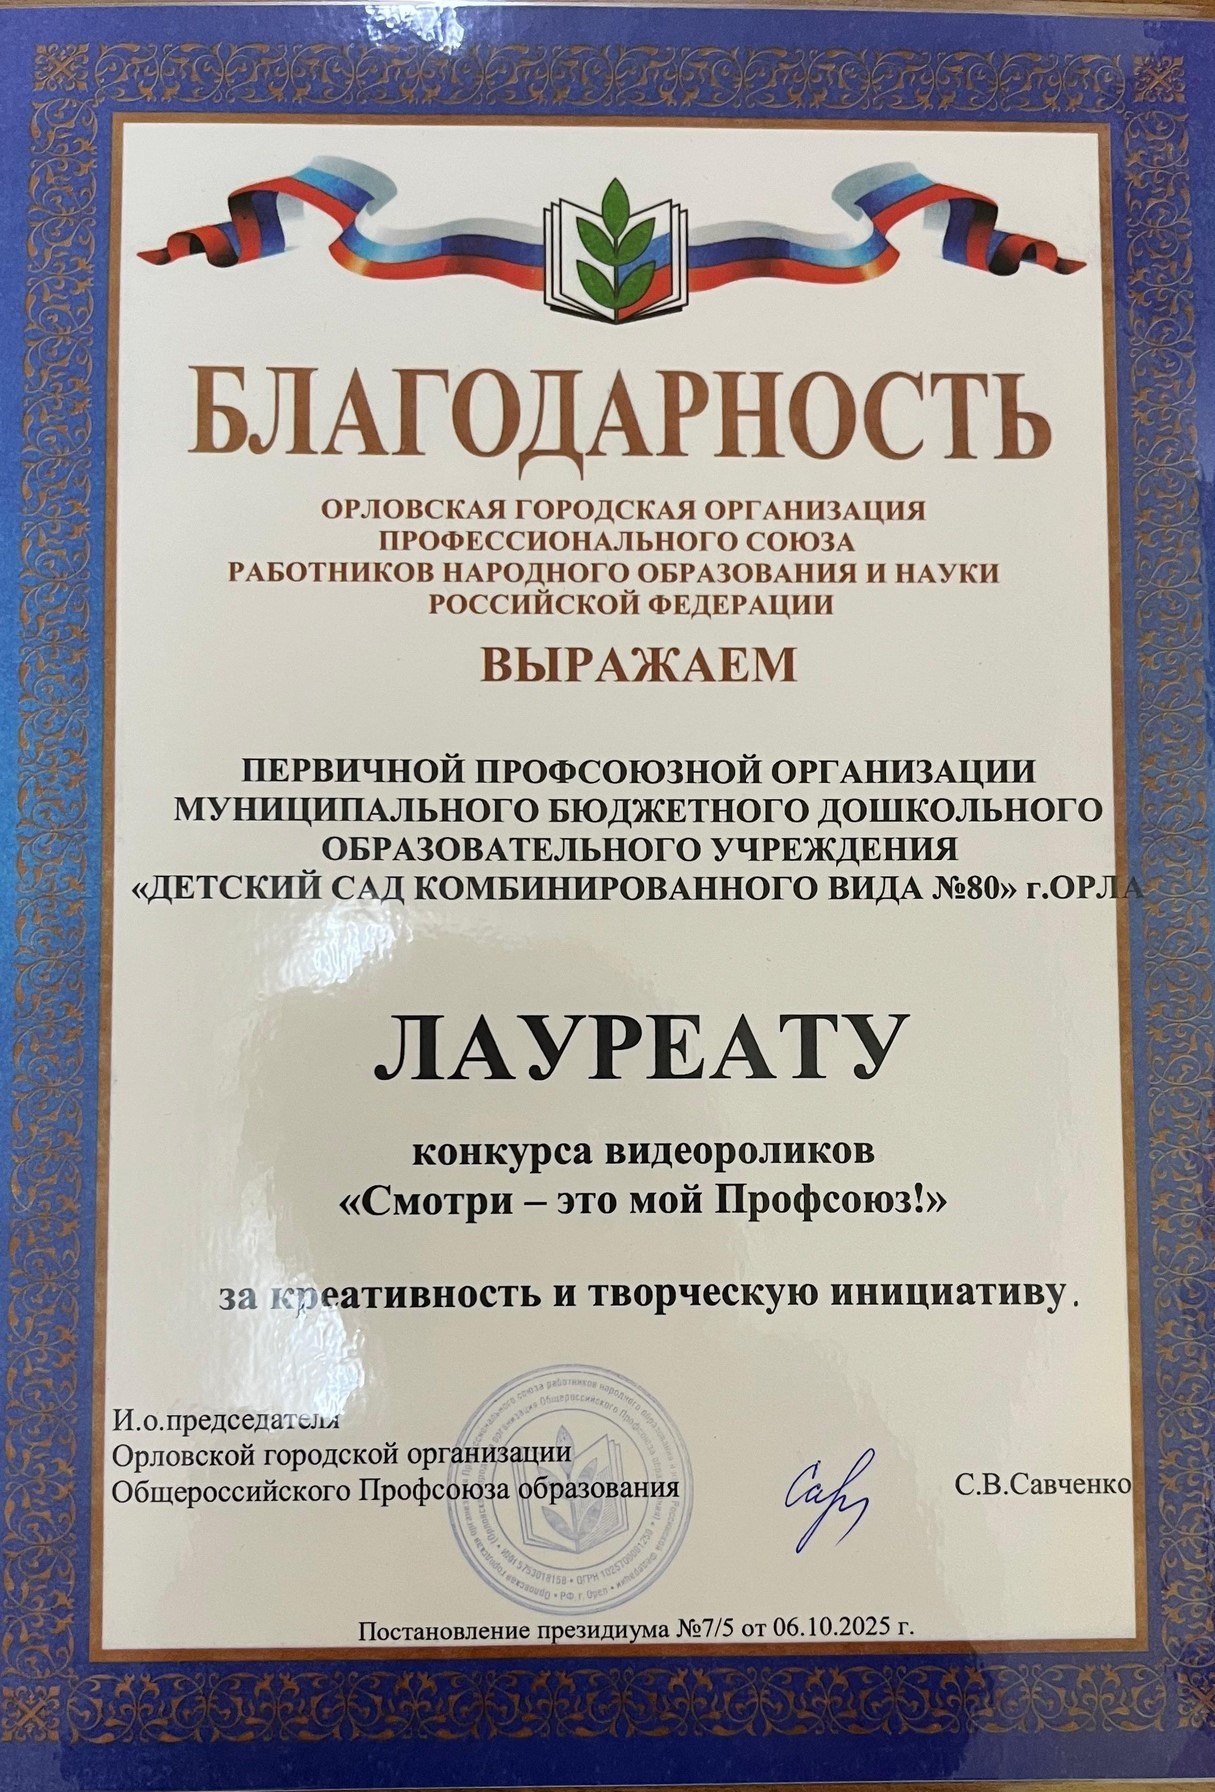 БЛАГОДАРНОСТЬ
ОРЛОВСКАЯ ГОРОДСКАЯ ОРГАНИЗАЦИЯ
ПРОФЕССИОНАЛЬНОГО СОЮЗА
РАБОТНИКОВ НАРОДНОГО ОБРАЗОВАНИЯ И НАУКИ
РОССИЙСКОЙ ФЕДЕРАЦИИ
ВЫРАЖАЕМ
ПЕРВИЧНОЙ ПРОФСОЮЗНОЙ ОРГАНИЗАЦИИ
МУНИЦИПАЛЬНОГО БЮДЖЕТНОГО ДОШКОЛЬНОГО
ОБРАЗОВАТЕЛЬНОГО УЧРЕЖДЕНИЯ
«ДЕТСКИЙ САД КОМБИНИРОВАННОГО ВИДА №80» г.ОРЛА
ЛАУРЕАТУ
конкурса видеороликов
«Смотри – это мой Профсоюз!»
за креативность и творческую инициативу.
И.о.председателя
Орловской городской организации
Общероссийского Профсоюза образования
С.В.Савченко
Постановление президиума №7/5 от 06.10.2025 г.